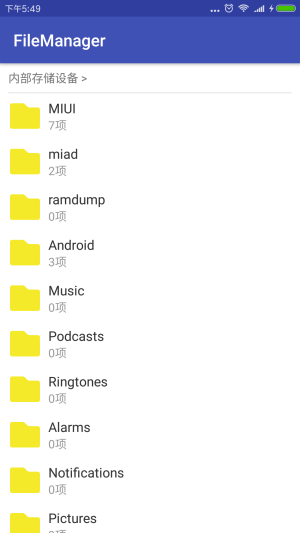 下午5:49
FileManager
内部存储设备 >
MIUI
7项
miad
2项
ramdump
0项
Android
3项
Music
0项
Podcasts
0项
Ringtones
0项
Alarms
0项
Notifications
0项
Pictures